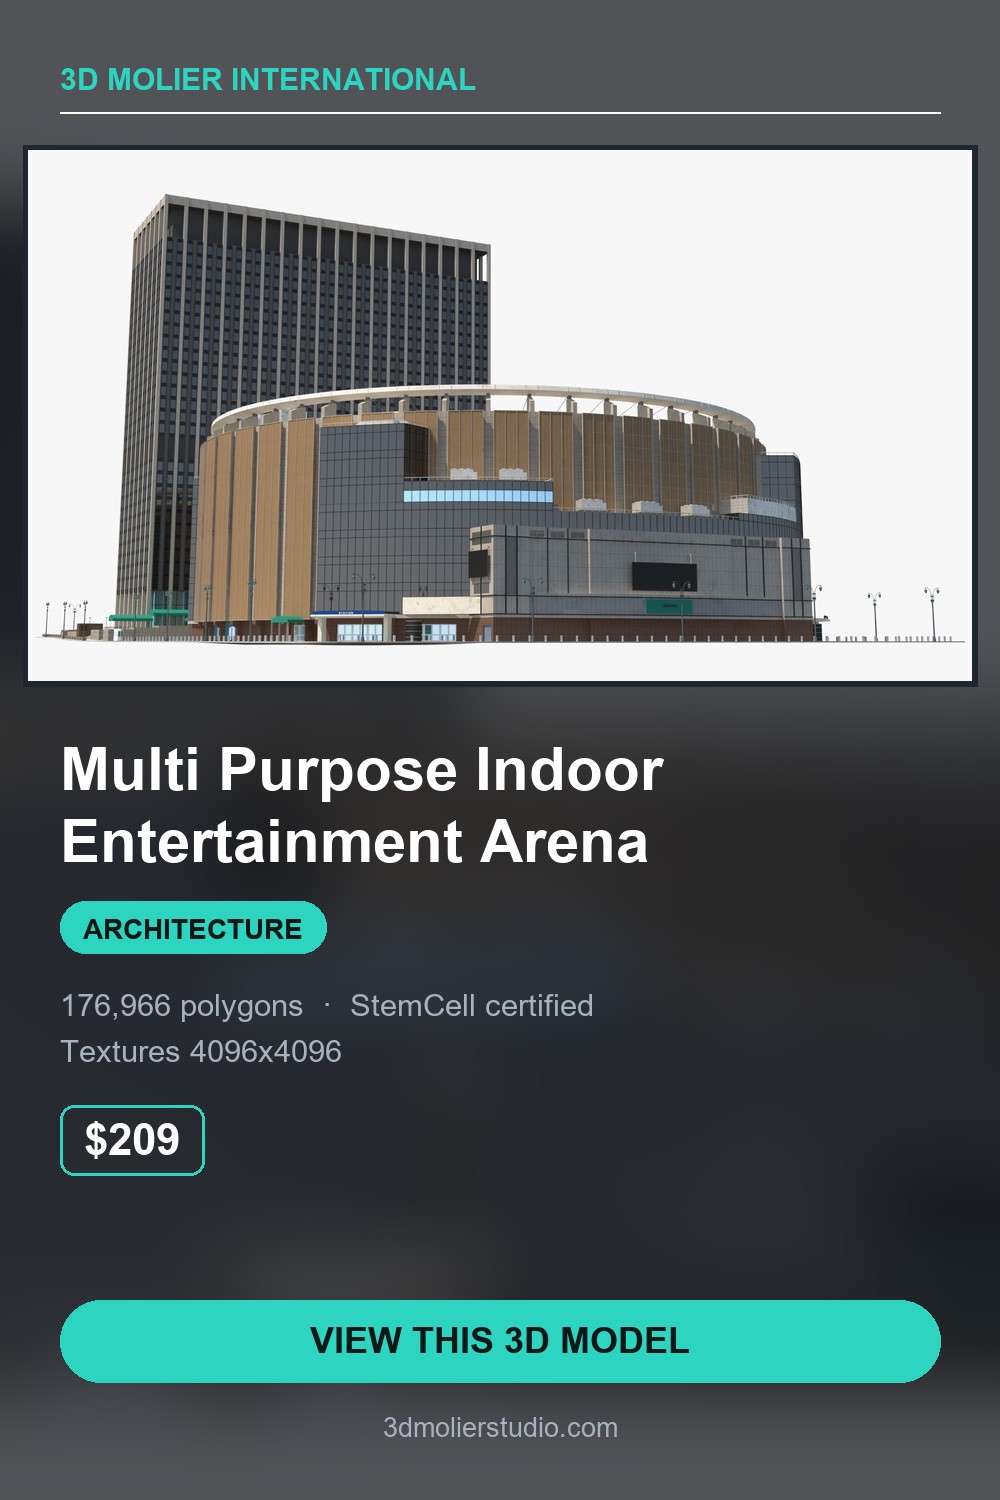 3D MOLIER INTERNATIONAL
STATION
Multi Purpose Indoor
Entertainment Arena
ARCHITECTURE
176,966 polygons · StemCell certified
Textures 4096x4096
$209
VIEW THIS 3D MODEL
3dmolierstudio.com